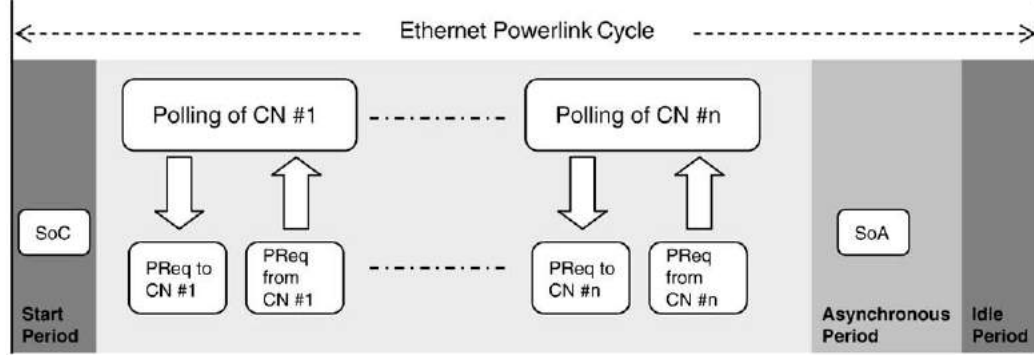 Ethernet Powerlink Cycle
Polling of CN #1
Polling of CN #n
SoC
PReq to
CN #1
PReq
from
CN #1
PReq to
CN #n
PReq
from
CN #n
SoA
Start
Period
Asynchronous
Period
Idle
Period